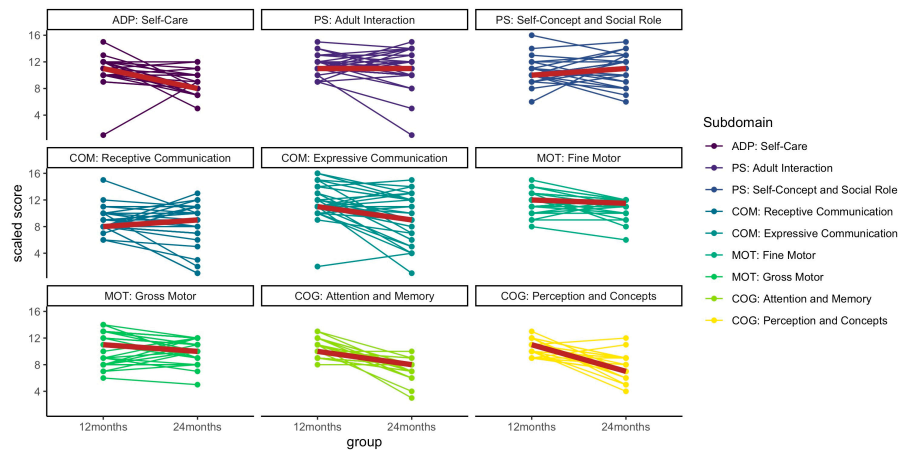 ADP: Self-Care
PS: Adult Interaction
PS: Self-Concept and Social Role
16
12
8
4
COM: Receptive Communication
COM: Expressive Communication
MOT: Fine Motor
16
12
8
4
MOT: Gross Motor
COG: Attention and Memory
COG: Perception and Concepts
16
12
8
4
12months
24months
12months
24months
12months
24months
group
scaled score
Subdomain
ADP: Self-Care
PS: Adult Interaction
PS: Self-Concept and Social Role
COM: Receptive Communication
COM: Expressive Communication
MOT: Fine Motor
MOT: Gross Motor
COG: Attention and Memory
COG: Perception and Concepts